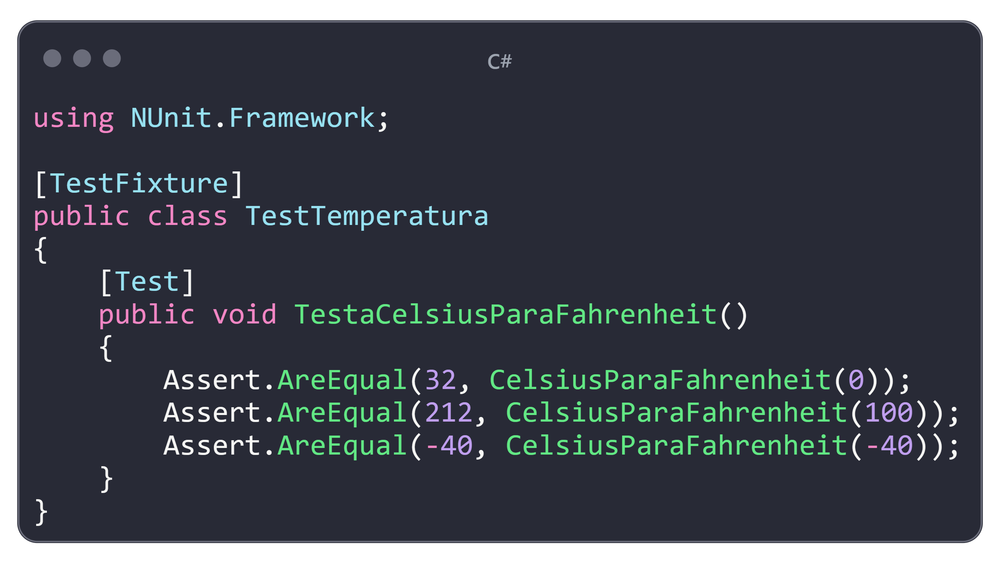 C#
using NUnit.Framework;
[TestFixture]
public class TestTemperatura
{
    [Test]
    public void TestaCelsiusParaFahrenheit()
    {
        Assert.AreEqual(32, CelsiusParaFahrenheit(0));
        Assert.AreEqual(212, CelsiusParaFahrenheit(100));
        Assert.AreEqual(-40, CelsiusParaFahrenheit(-40));
    }
}